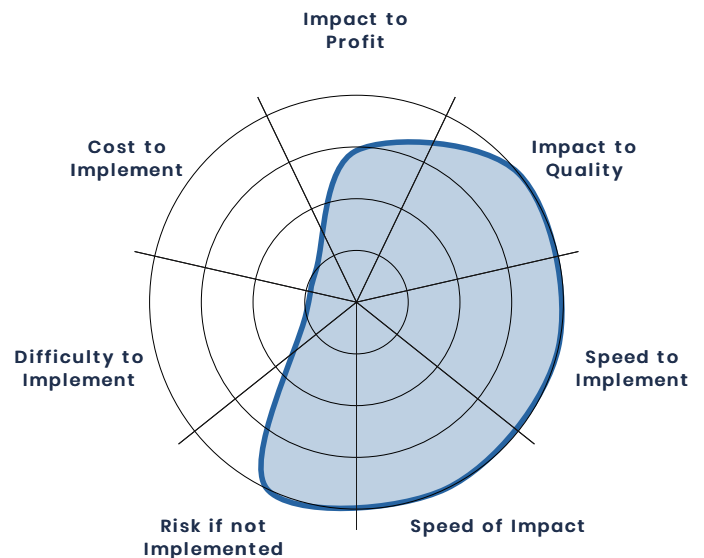 Impact to
Profit
Cost to
Implement
Impact to
Quality
Difficulty to
Implement
Speed to
Implement
Risk if not
Implemented
Speed of Impact